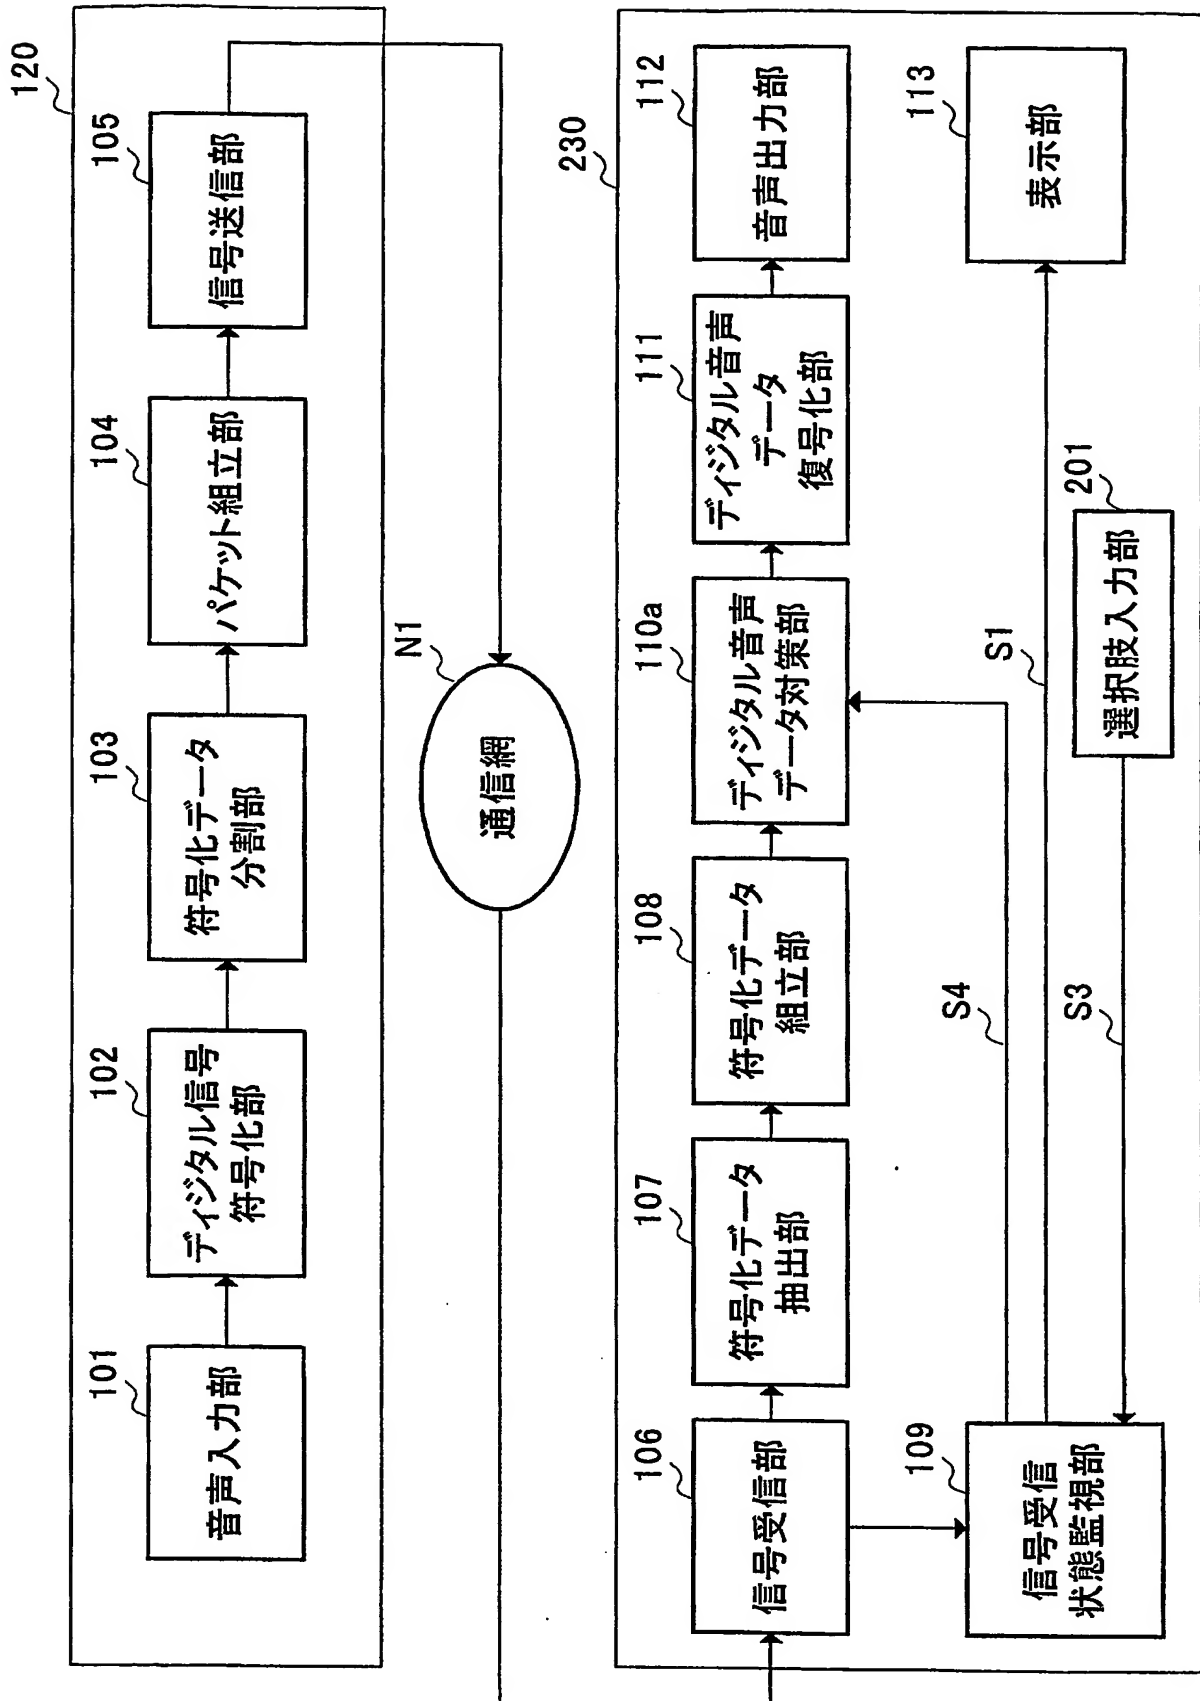 120
101
音声入力部
102
ディジタル信号
符号化部
103
符号化データ
分割部
104
パケット組立部
105
信号送信部
N1
通信網
230
106
信号受信部
107
符号化データ
抽出部
108
符号化データ
組立部
110a
ディジタル音声
データ対策部
111
ディジタル音声
データ
復号化部
112
音声出力部
109
信号受信
状態監視部
S4
S1
S3
201
選択肢入力部
113
表示部